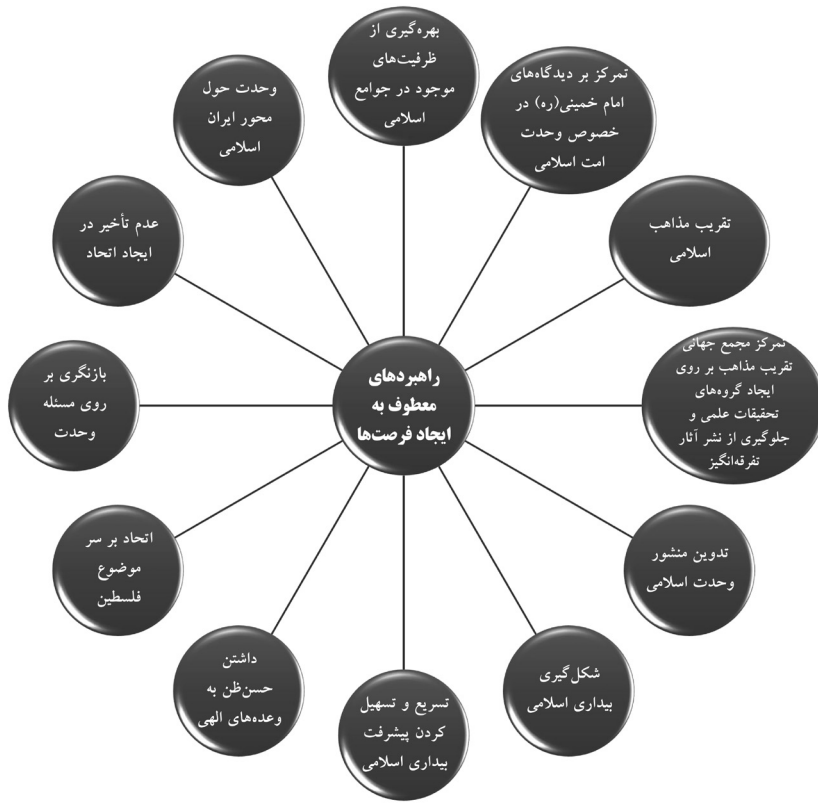 راهبردهای
معطوف به
ایجاد فرصت‌ها
بهره‌گیری از
ظرفیت‌های
موجود در جوامع
اسلامی
تمرکز بر دیدگاه‌های
امام خمینی(ره) در
خصوص وحدت
امت اسلامی
تقریب مذاهب
اسلامی
تمرکز مجمع جهانی
تقریب مذاهب بر روی
ایجاد گروه‌های
تحقیقات علمی و
جلوگیری از نشر آثار
تفرقه‌انگیز
تدوین منشور
وحدت اسلامی
شکل‌گیری
بیداری اسلامی
تسریع و تسهیل
کردن پیشرفت
بیداری اسلامی
داشتن
حسن‌ظن به
وعده‌های الهی
اتحاد بر سر
موضوع
فلسطین
بازنگری بر
روی مسئله
وحدت
عدم تأخیر در
ایجاد اتحاد
وحدت حول
محور ایران
اسلامی